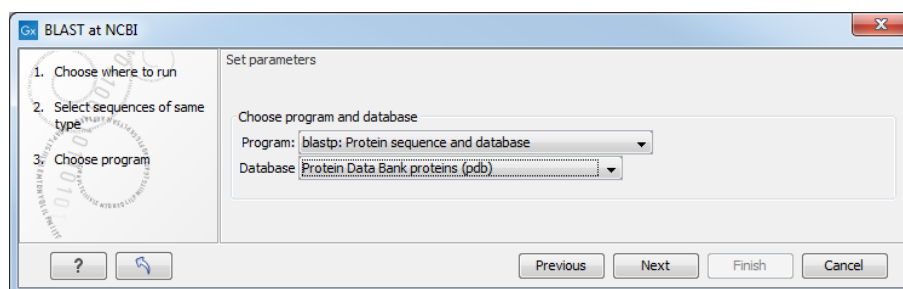 Gx BLAST at NCBI
X
1. Choose where to run
Set parameters
2. Select sequences of same
type
3. Choose program
Choose program and database
Program: blastp: Protein sequence and database
Database Protein Data Bank proteins (pdb)
?
Previous
Next
Finish
Cancel